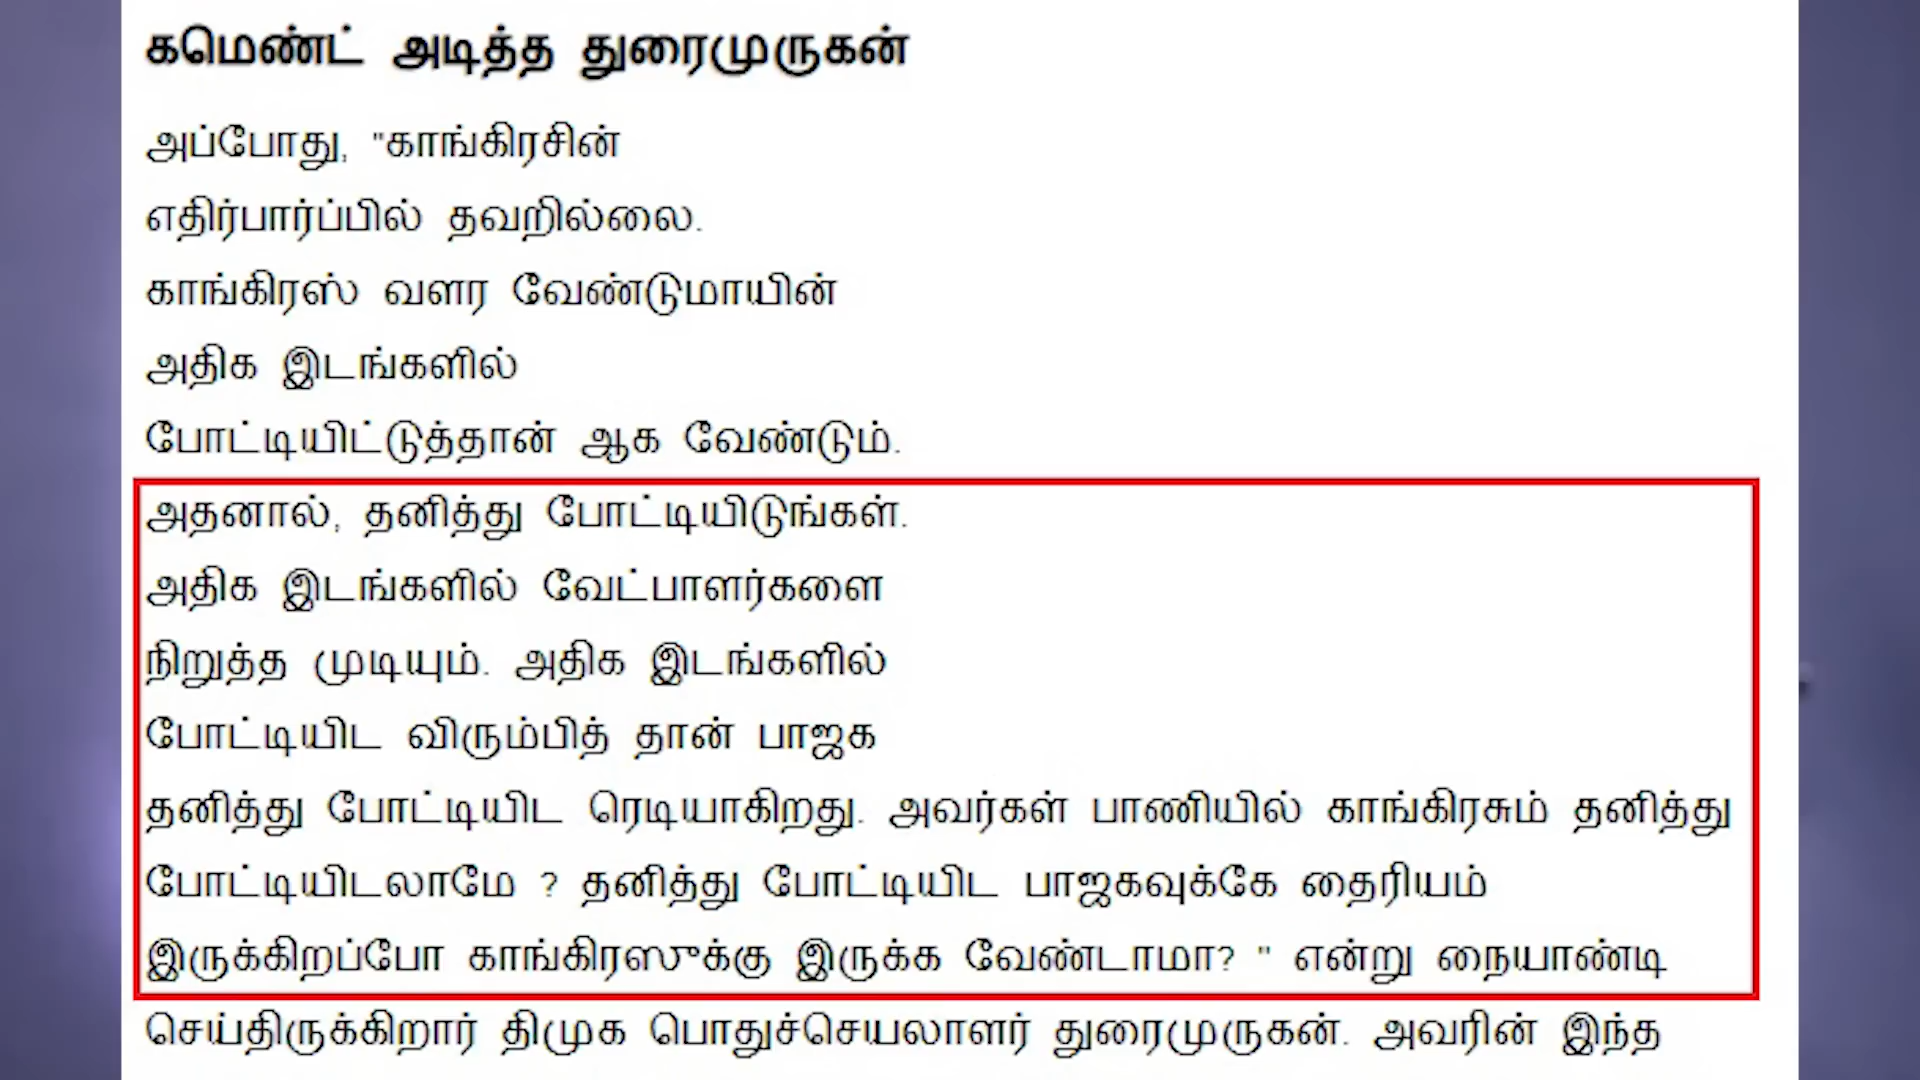 கமெண்ட் அடித்த துரைமுருகன்
அப்போது, "காங்கிரசின்
எதிர்பார்ப்பில் தவறில்லை.
காங்கிரஸ் வளர வேண்டுமாயின்
அதிக இடங்களில்
போட்டியிட்டுத்தான் ஆக வேண்டும்.
அதனால், தனித்து போட்டியிடுங்கள்.
அதிக இடங்களில் வேட்பாளர்களை
நிறுத்த முடியும். அதிக இடங்களில்
போட்டியிட விரும்பித் தான் பாஜக
தனித்து போட்டியிட ரெடியாகிறது. அவர்கள் பாணியில் காங்கிரசும் தனித்து
போட்டியிடலாமே ? தனித்து போட்டியிட பாஜகவுக்கே தைரியம்
இருக்கிறப்போ காங்கிரஸுக்கு இருக்க வேண்டாமா? " என்று நையாண்டி
செய்திருக்கிறார் திமுக பொதுச்செயலாளர் துரைமுருகன். அவரின் இந்த